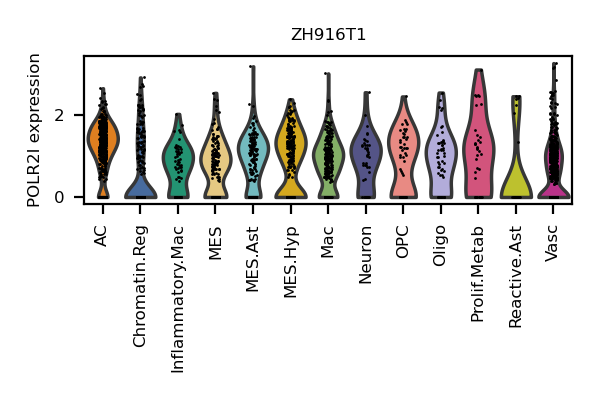 ZH916T1
POLR2I expression
2
0
AC
Chromatin.Reg
Inflammatory.Mac
MES
MES.Ast
MES.Hyp
Mac
Neuron
OPC
Oligo
Prolif.Metab
Reactive.Ast
Vasc